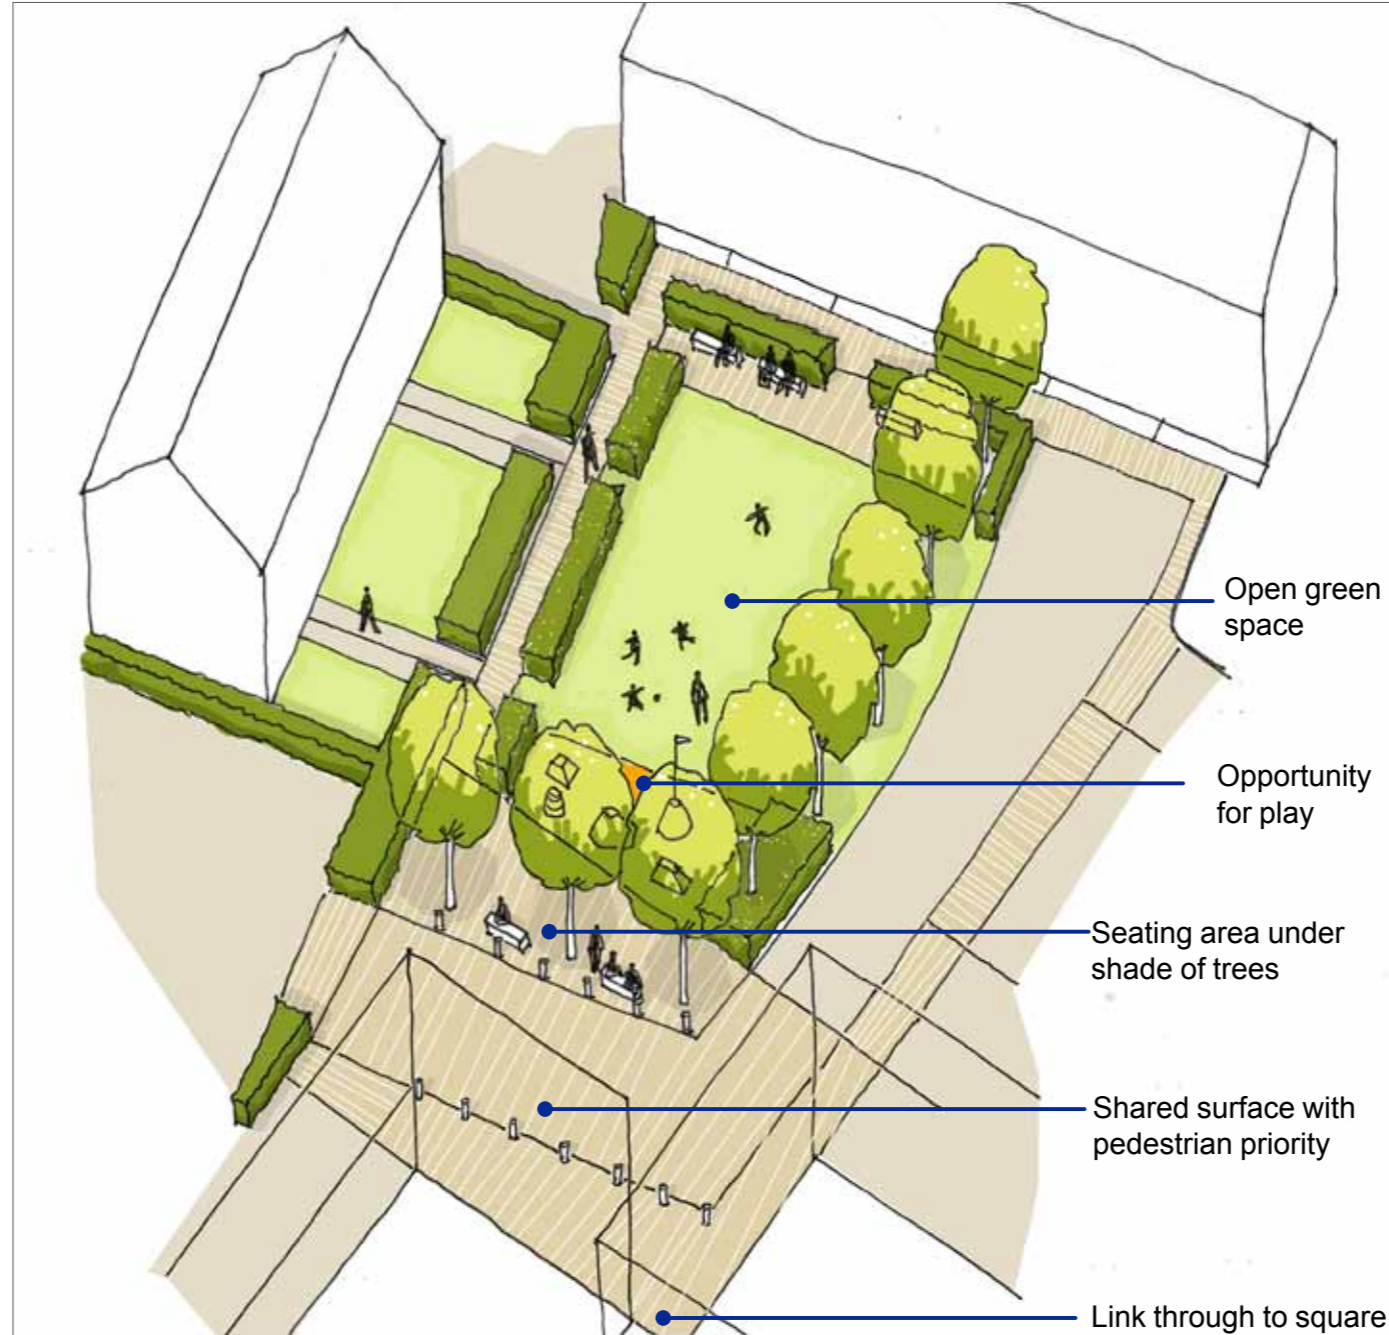 Open green
space
Opportunity
for play
Seating area under
shade of trees
Shared surface with
pedestrian priority
Link through to square